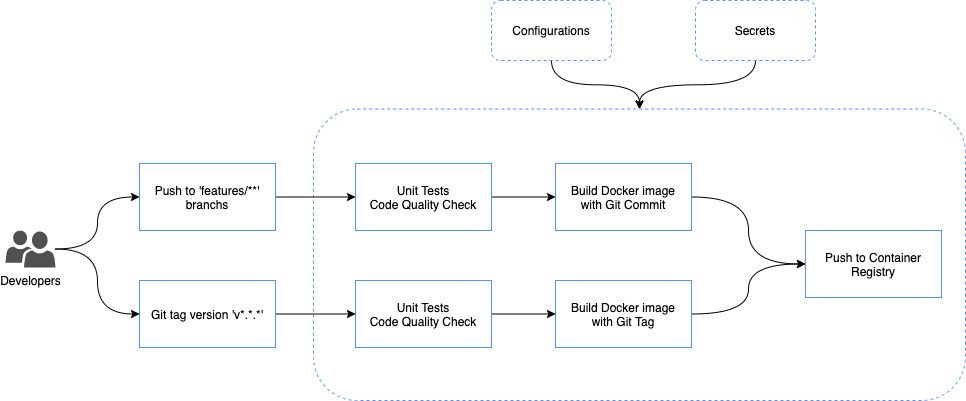 Configurations
Secrets
Push to 'features/**'
branchs
Unit Tests
Code Quality Check
Build Docker image
with Git Commit
Push to Container
Registry
Developers
Git tag version 'v*.*.*'
Unit Tests
Code Quality Check
Build Docker image
with Git Tag